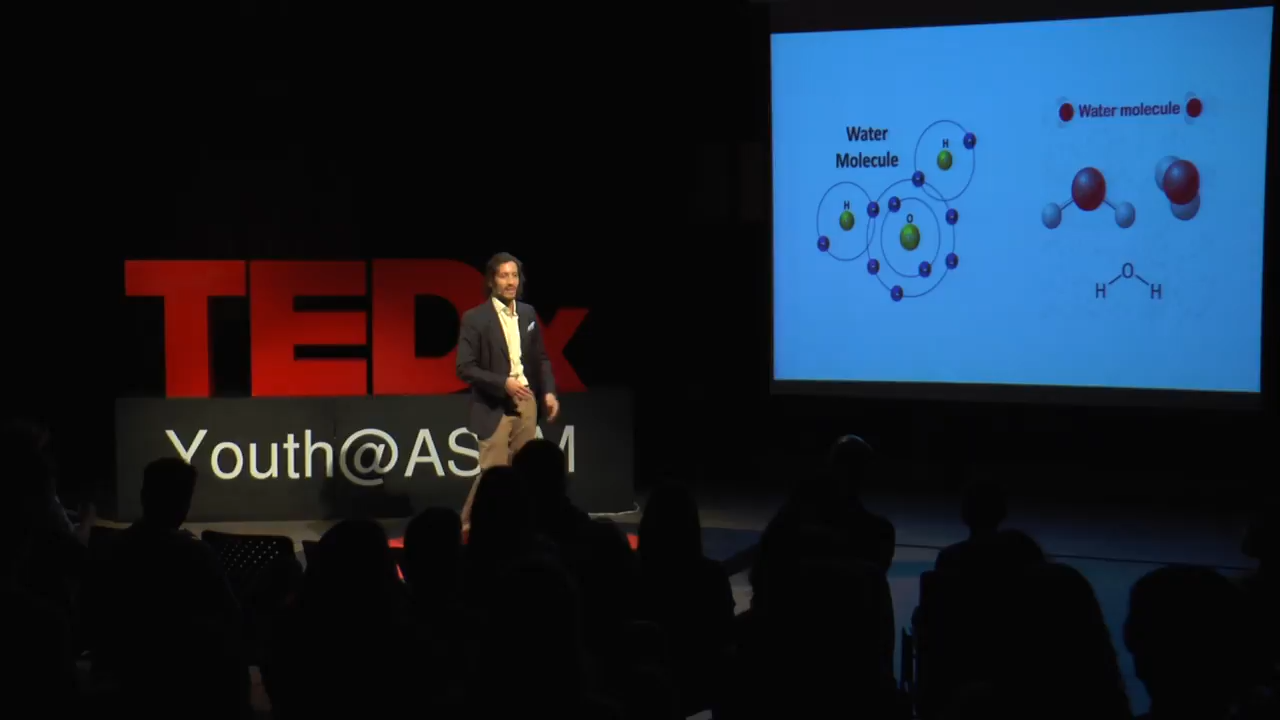 TEDx
Youth@AS
M
Water
Molecule
H
H
O
Water molecule
O
H H